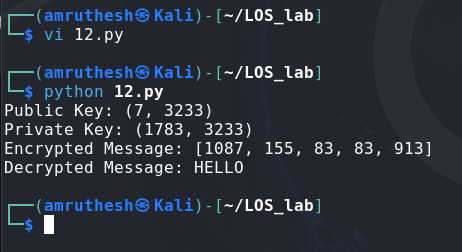 ┌──(amruthesh㉿Kali)-[~/LOS_lab]
└─$ vi 12.py
┌──(amruthesh㉿Kali)-[~/LOS_lab]
└─$ python 12.py
Public Key: (7, 3233)
Private Key: (1783, 3233)
Encrypted Message: [1087, 155, 83, 83, 913]
Decrypted Message: HELLO
┌──(amruthesh㉿Kali)-[~/LOS_lab]
└─$